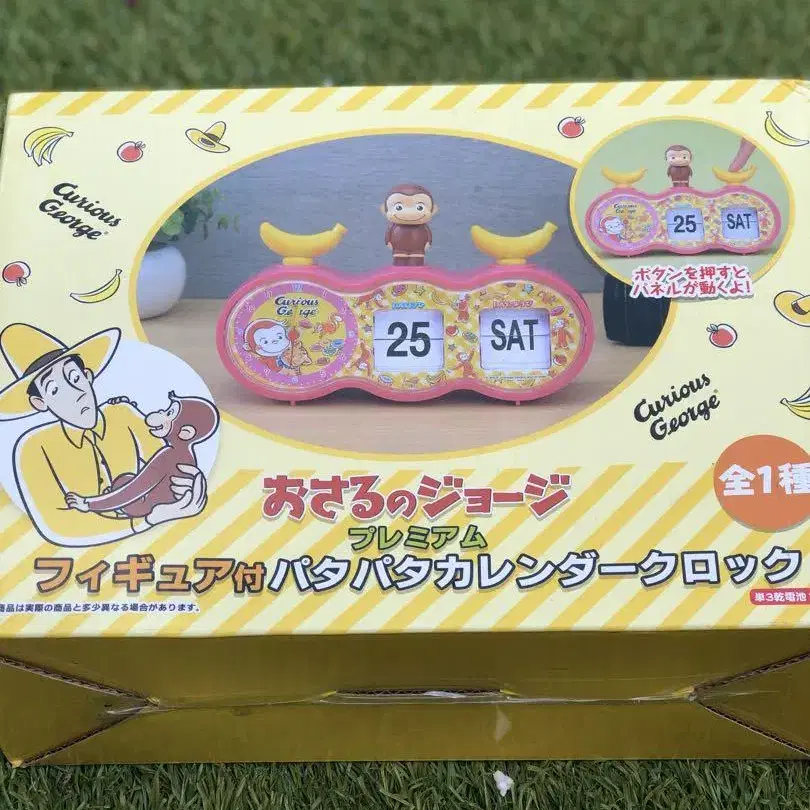 Curious
George
Curious
George
25
SAT
Curious
George
25
SAT
ボタンを押すと
パネルが動くよ!
Curious
George
全1種
おさるのジョージ
プレミアム
フィギュア付パタパタカレンダークロック
商品は実際の商品と多少異なる場合があります。
単3乾電池